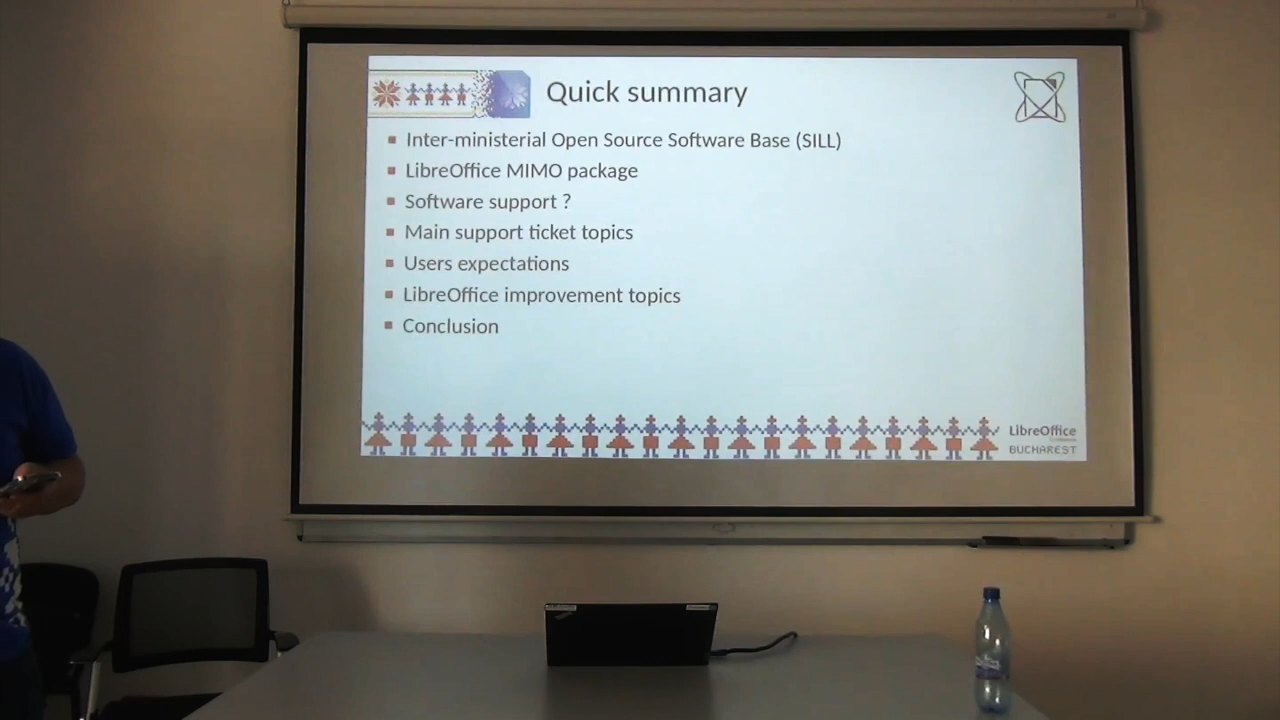 Quick summary
Inter-ministerial Open Source Software Base (SILL)
LibreOffice MIMO package
Software support ?
Main support ticket topics
Users expectations
LibreOffice improvement topics
Conclusion
LibreOffice
BUCHAREST